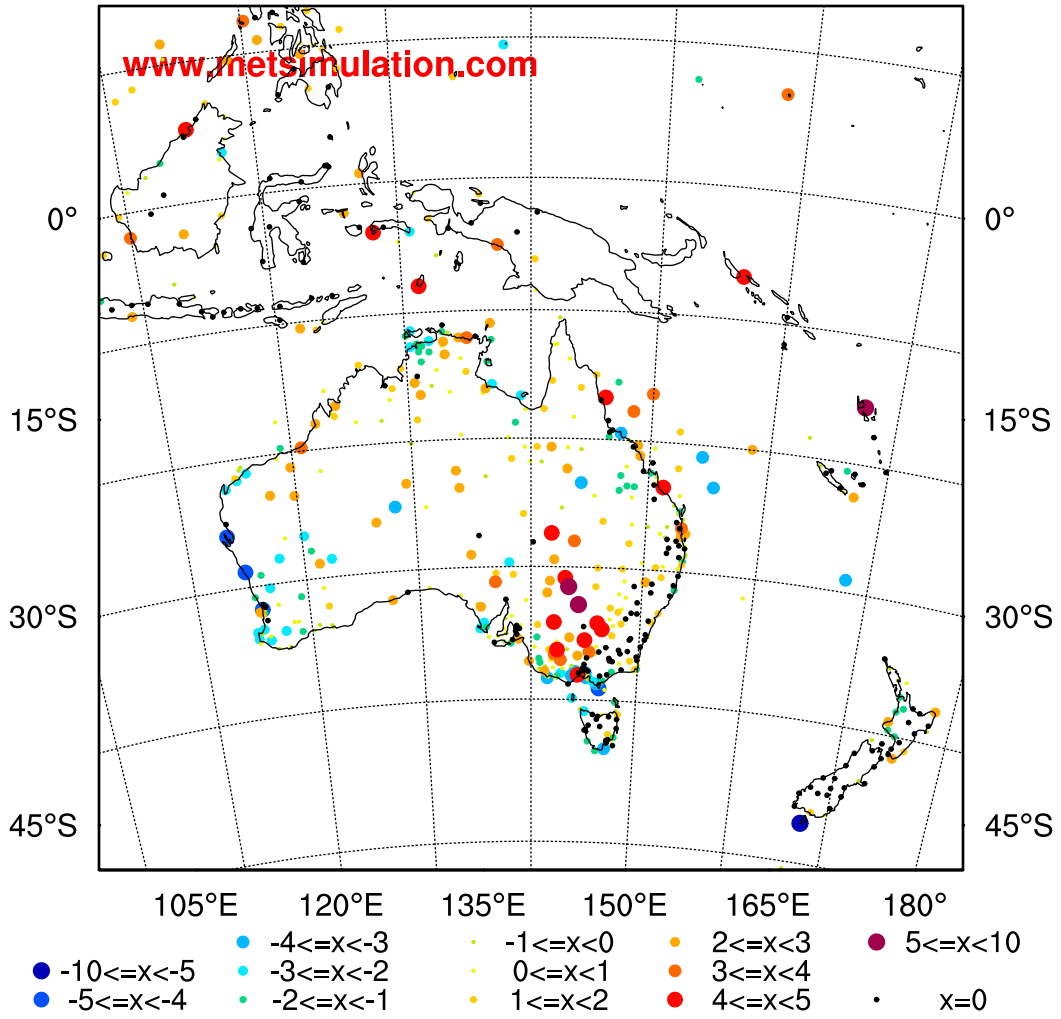 www.metsimulation.com
0° 0°
15°S 15°S
30°S 30°S
45°S 45°S
105°E 120°E 135°E 150°E 165°E 180°
-4<=x<-3 -1<=x<0 2<=x<3 5<=x<10
-10<=x<-5 -3<=x<-2 0<=x<1 3<=x<4
-5<=x<-4 -2<=x<-1 1<=x<2 4<=x<5 x=0